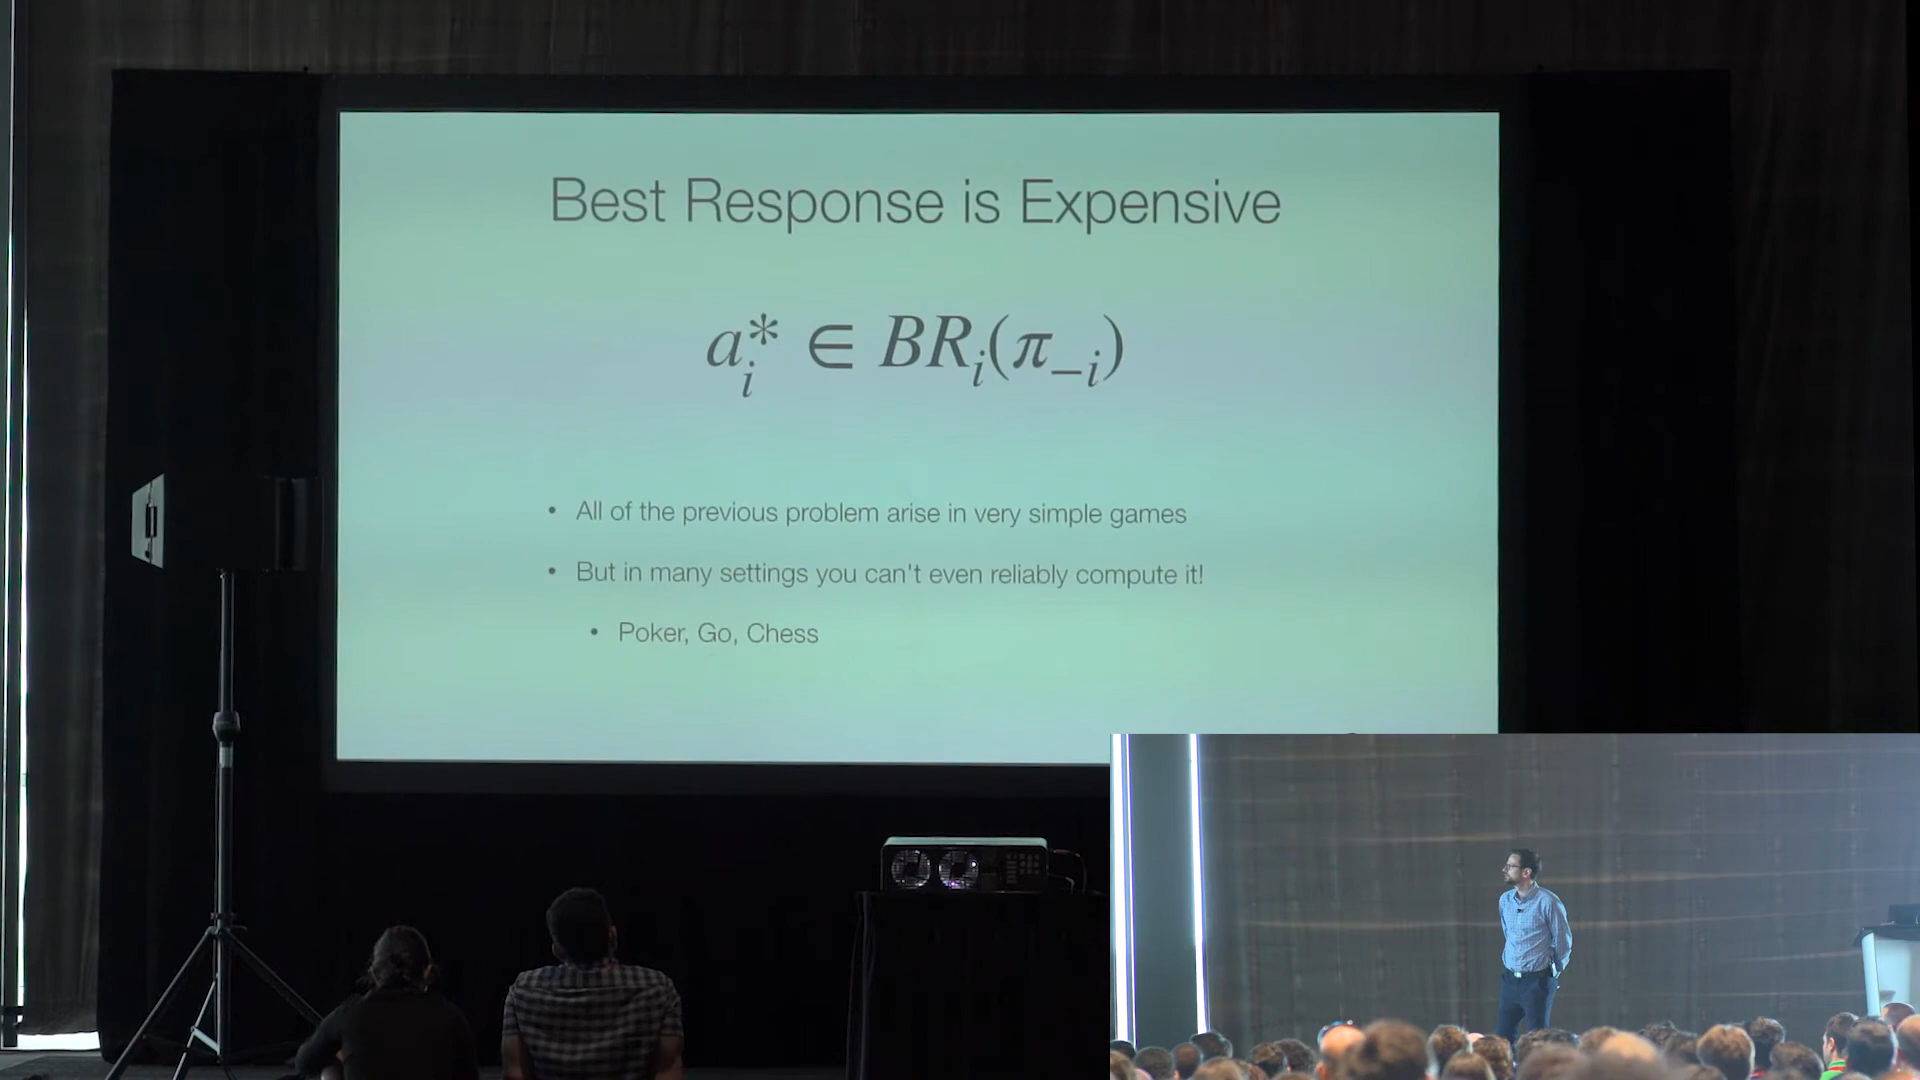 Best Response is Expensive
a_i^* ∈ BR_i(π_{-i})
• All of the previous problem arise in very simple games
• But in many settings you can't even reliably compute it!
• Poker, Go, Chess